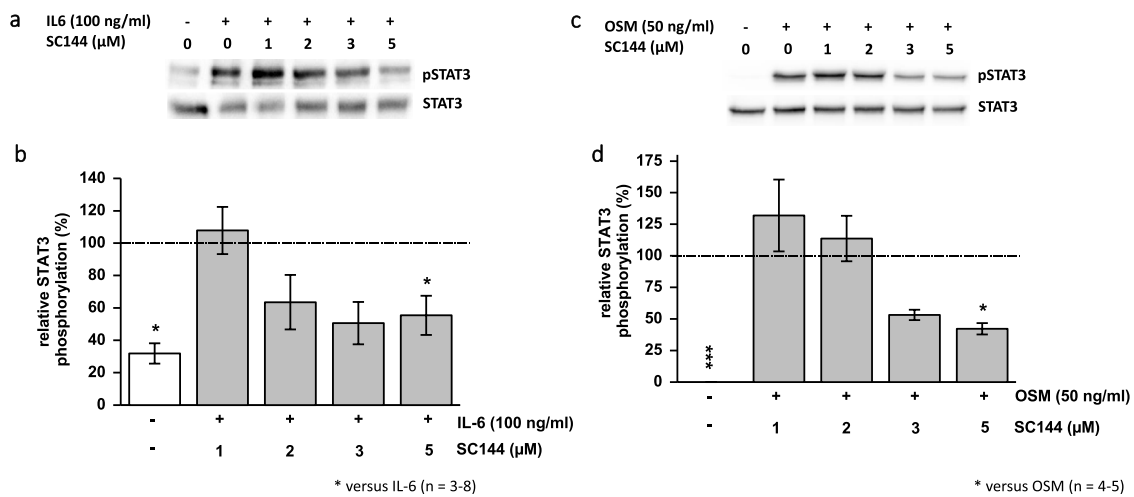 a
IL6 (100 ng/ml) - + + + + +
SC144 (µM) 0 0 1 2 3 5
pSTAT3
STAT3
b
relative STAT3
phosphorylation (%)
140
120
100
80
60
40
20
0
*
*
- + + + + IL-6 (100 ng/ml)
- 1 2 3 5 SC144 (µM)
* versus IL-6 (n = 3-8)
c
OSM (50 ng/ml) - + + + + +
SC144 (µM) 0 0 1 2 3 5
pSTAT3
STAT3
d
relative STAT3
phosphorylation (%)
175
150
125
100
75
50
25
0
***
*
- + + + + OSM (50 ng/ml)
- 1 2 3 5 SC144 (µM)
* versus OSM (n = 4-5)